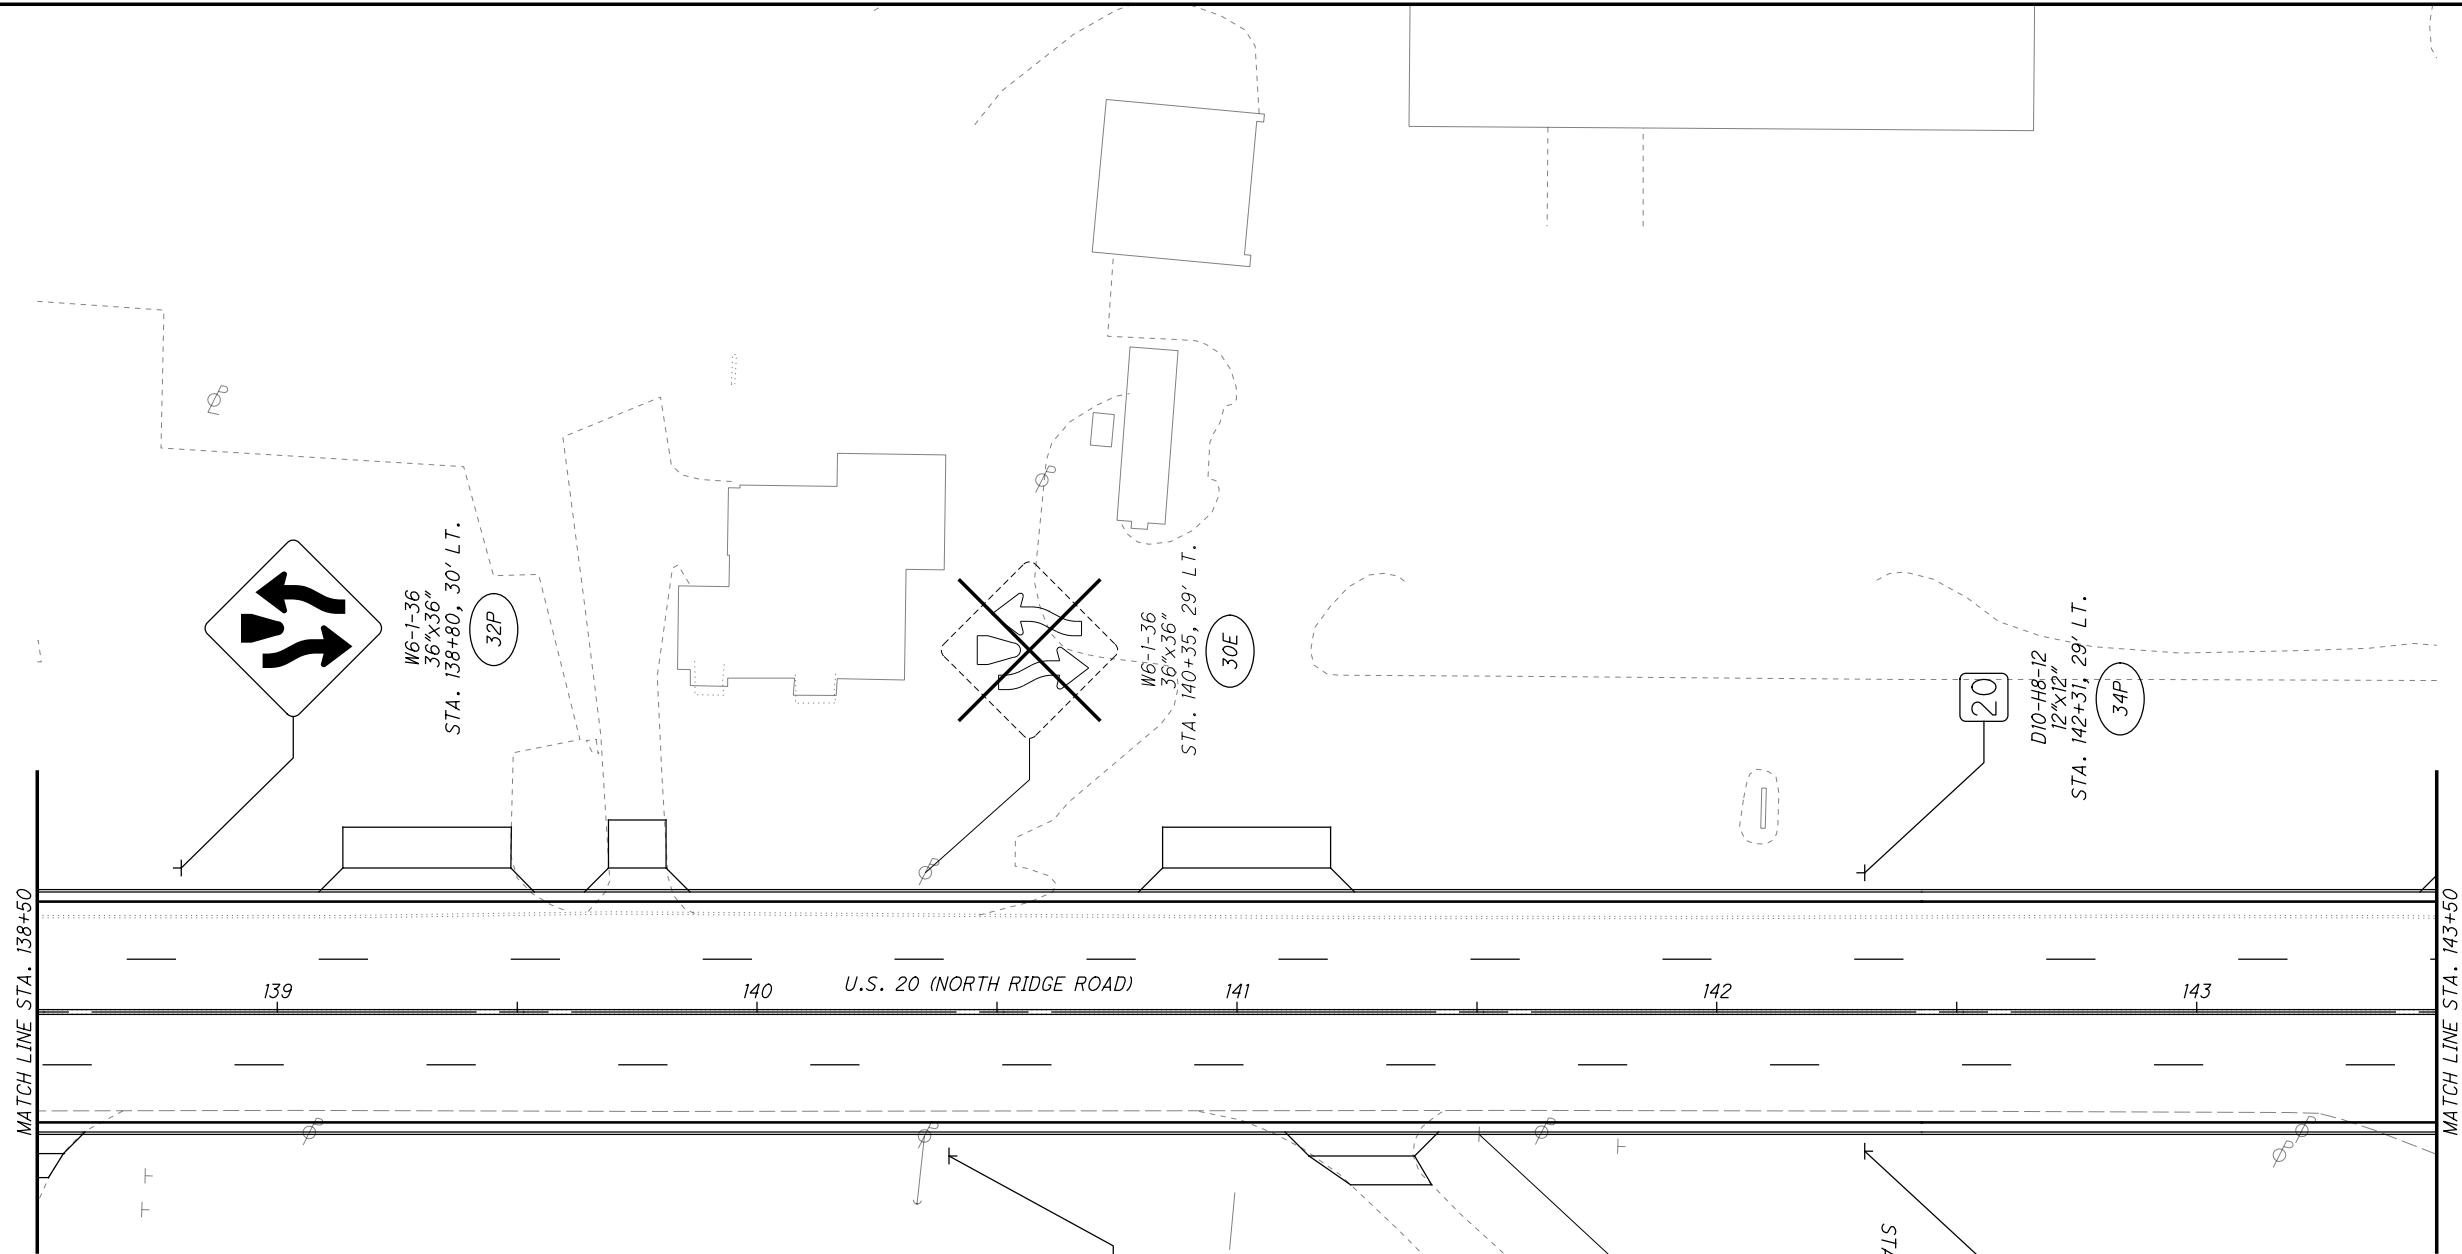 W6-1-36
36"x36"
STA. 138+80, 30' LT.
32P
W6-1-36
36"x36"
STA. 140+35, 29' LT.
30E
20
D10-H8-12
12"x12"
STA. 142+31, 29' LT.
34P
P
P
P
MATCH LINE STA. 138+50
MATCH LINE STA. 143+50
U.S. 20 (NORTH RIDGE ROAD)
139
140
141
142
143
P
P
P
P
P
STA